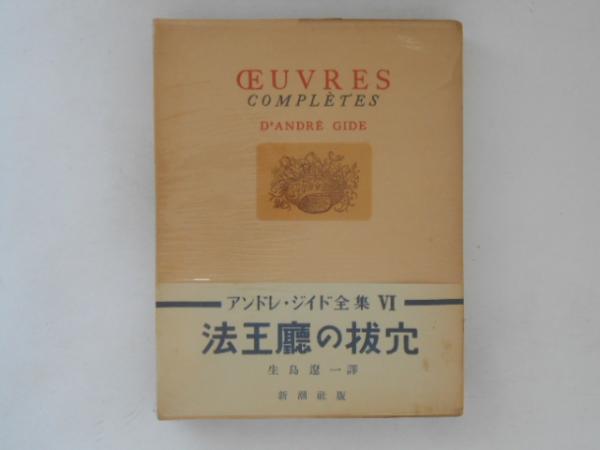 ŒUVRES
COMPLÈTES
D'ANDRÉ GIDE
アンドレ・ジイド全集 VI
法王廳の拔穴
生島遼一譯
新潮社版